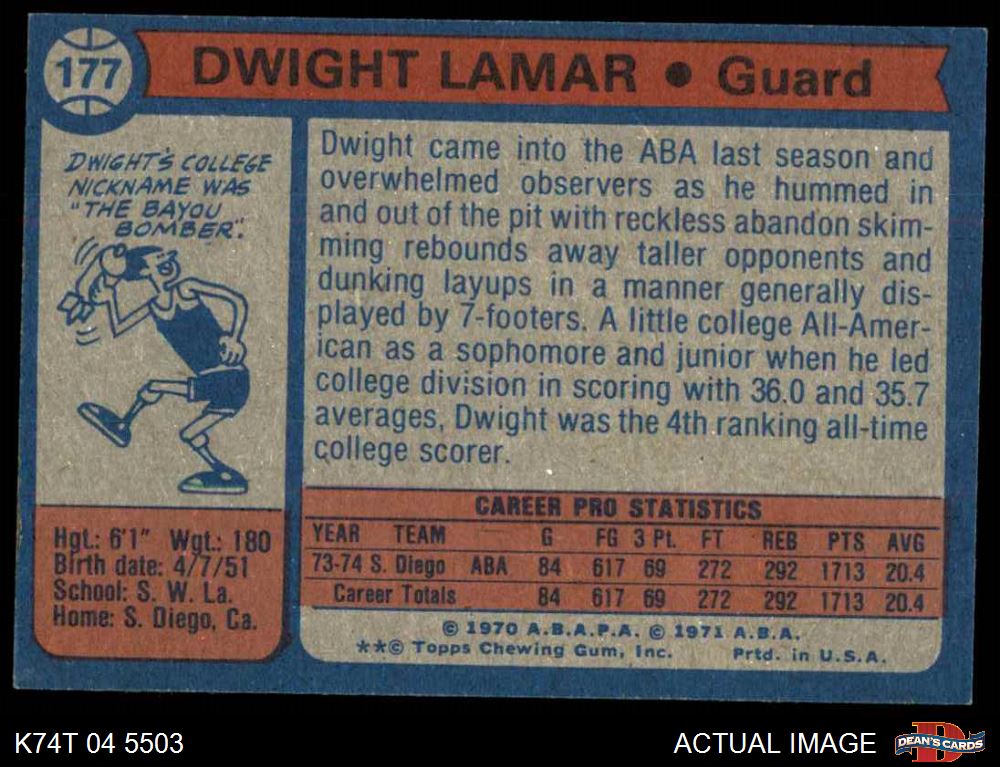 177
DWIGHT LAMAR • Guard
DWIGHT'S COLLEGE
NICKNAME WAS
"THE BAYOU
BOMBER".
Dwight came into the ABA last season and
overwhelmed observers as he hummed in
and out of the pit with reckless abandon skim-
ming rebounds away taller opponents and
dunking layups in a manner generally dis-
played by 7-footers. A little college All-Amer-
ican as a sophomore and junior when he led
college division in scoring with 36.0 and 35.7
averages, Dwight was the 4th ranking all-time
college scorer.
Hgt.: 6'1" Wgt.: 180
Birth date: 4/7/51
School: S. W. La.
Home: S. Diego, Ca.
CAREER PRO STATISTICS
YEAR TEAM G FG 3 Pt. FT REB PTS AVG
73-74 S. Diego ABA 84 617 69 272 292 1713 20.4
Career Totals 84 617 69 272 292 1713 20.4
© 1970 A.B.A.P.A. © 1971 A.B.A.
**© Topps Chewing Gum, Inc. Prtd. in U.S.A.
K74T 04 5503
ACTUAL IMAGE
D
DEAN'S CARDS